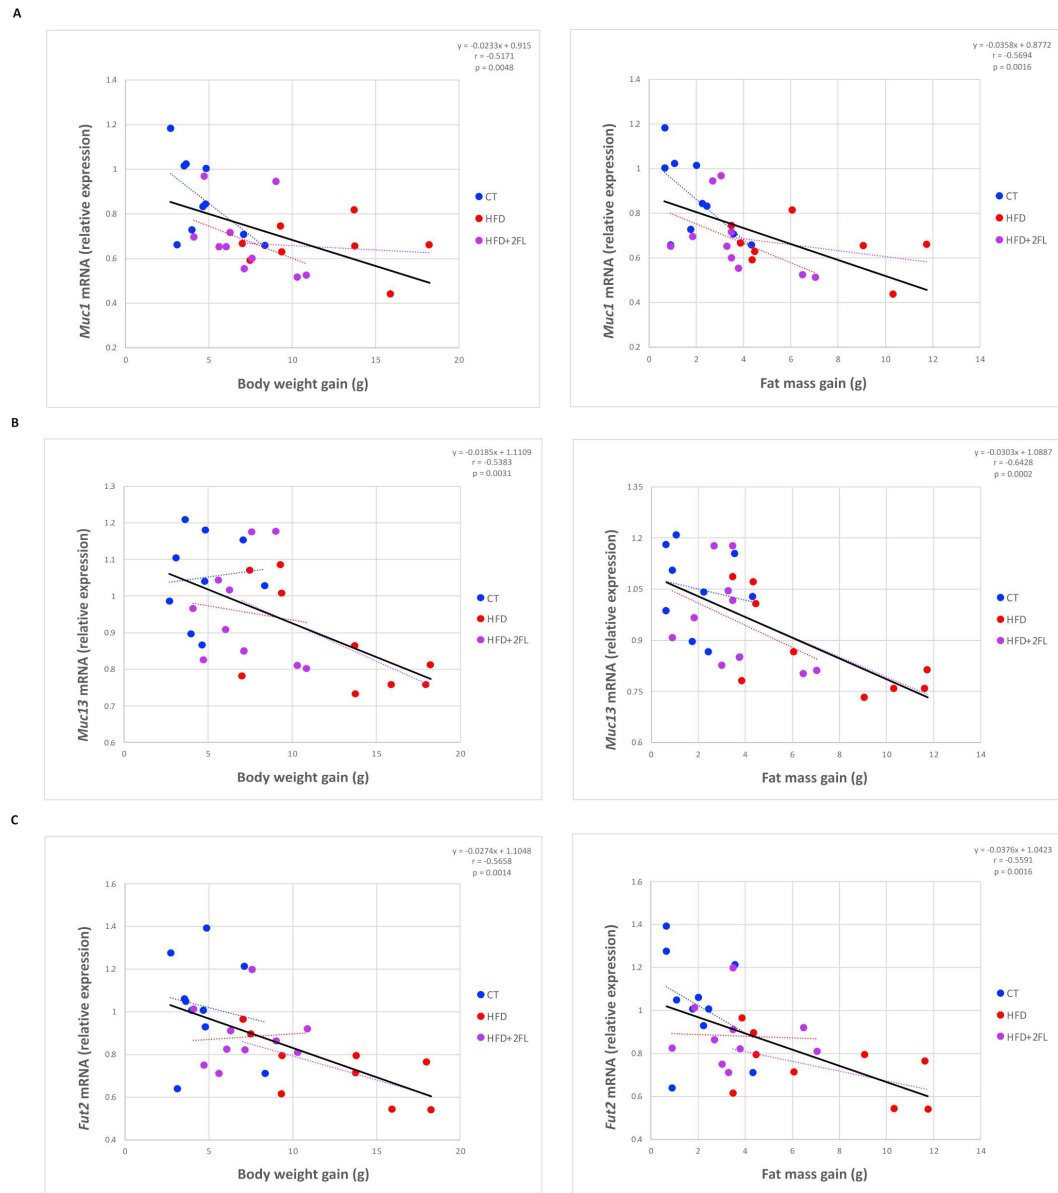 A
y = -0.0233x + 0.915
r = -0.5171
p = 0.0048
1.4
1.2
1
0.8
0.6
0.4
0.2
0
5
10
15
20
Muc1 mRNA (relative expression)
Body weight gain (g)
CT
HFD
HFD+2FL
y = -0.0358x + 0.8772
r = -0.5694
p = 0.0016
1.4
1.2
1
0.8
0.6
0.4
0.2
0
2
4
6
8
10
12
14
Muc1 mRNA (relative expression)
Fat mass gain (g)
CT
HFD
HFD+2FL
B
y = -0.0185x + 1.1109
r = -0.5383
p = 0.0031
1.3
1.2
1.1
1
0.9
0.8
0.7
0.6
0
5
10
15
20
Muc13 mRNA (relative expression)
Body weight gain (g)
CT
HFD
HFD+2FL
y = -0.0303x + 1.0887
r = -0.6428
p = 0.0002
1.35
1.2
1.05
0.9
0.75
0.6
0
2
4
6
8
10
12
14
Muc13 mRNA (relative expression)
Fat mass gain (g)
CT
HFD
HFD+2FL
C
y = -0.0274x + 1.1048
r = -0.5658
p = 0.0014
1.6
1.4
1.2
1
0.8
0.6
0.4
0
5
10
15
20
Fut2 mRNA (relative expression)
Body weight gain (g)
CT
HFD
HFD+2FL
y = -0.0376x + 1.0423
r = -0.5591
p = 0.0016
1.6
1.4
1.2
1
0.8
0.6
0.4
0
2
4
6
8
10
12
14
Fut2 mRNA (relative expression)
Fat mass gain (g)
CT
HFD
HFD+2FL